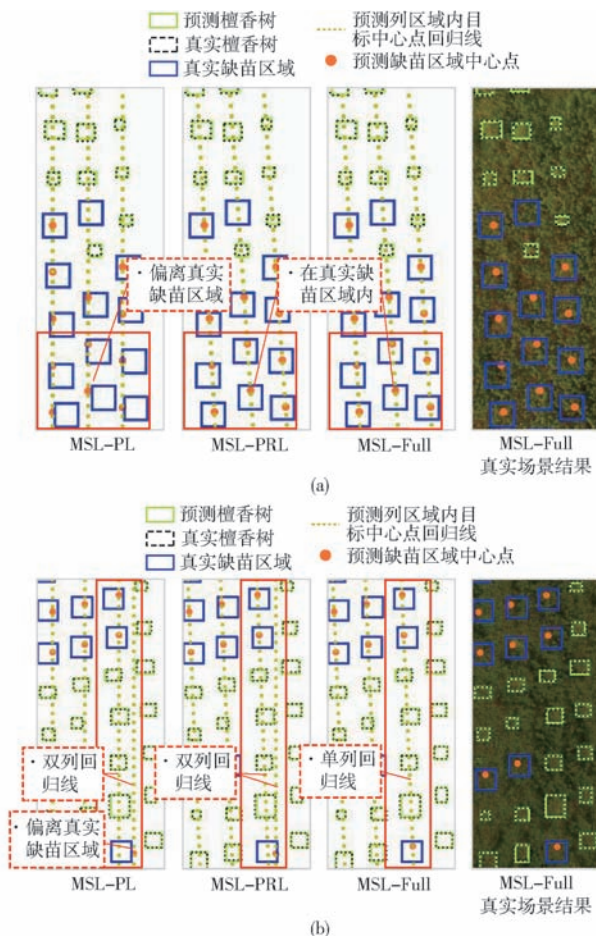 预测檀香树
真实檀香树
真实缺苗区域
预测列区域内目
标中心点回归线
预测缺苗区域中心点
· 偏离真实
缺苗区域
· 在真实缺
苗区域内
MSL-PL
MSL-PRL
MSL-Full
MSL-Full
真实场景结果
(a)
预测檀香树
真实檀香树
真实缺苗区域
预测列区域内目
标中心点回归线
预测缺苗区域中心点
· 双列回
归线
· 双列回
归线
· 单列回
归线
· 偏离真实
缺苗区域
MSL-PL
MSL-PRL
MSL-Full
MSL-Full
真实场景结果
(b)